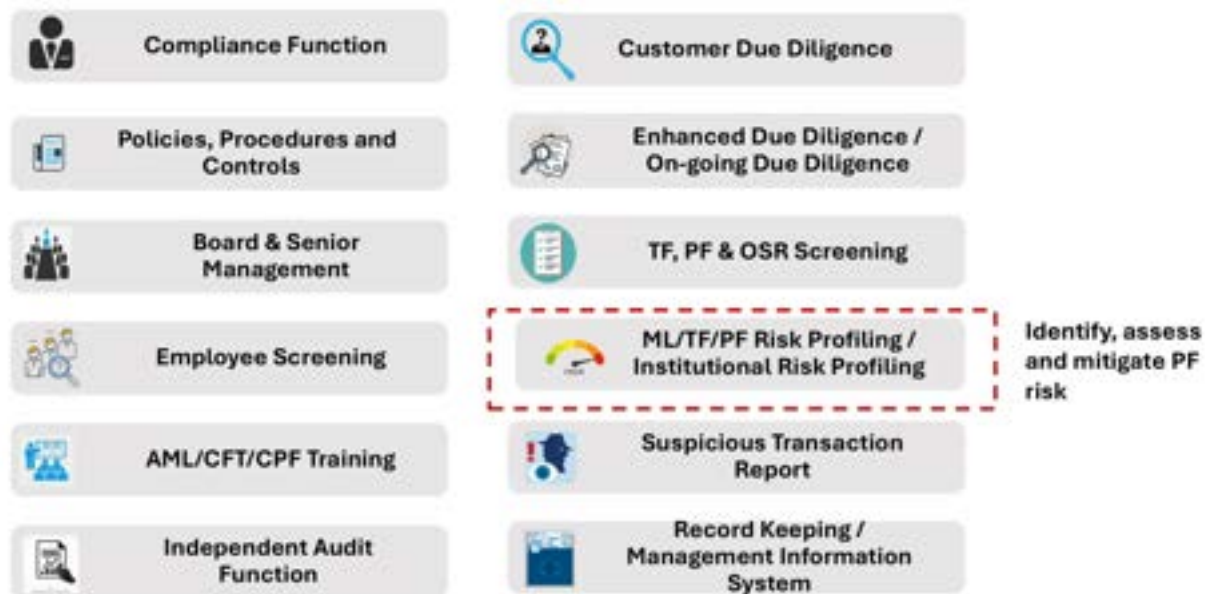 Compliance Function
Policies, Procedures and
Controls
Board & Senior
Management
Employee Screening
AML/CFT/CPF Training
Independent Audit
Function
Customer Due Diligence
Enhanced Due Diligence /
On-going Due Diligence
TF, PF & OSR Screening
ML/TF/PF Risk Profiling /
Institutional Risk Profiling
Identify, assess
and mitigate PF
risk
Suspicious Transaction
Report
Record Keeping /
Management Information
System